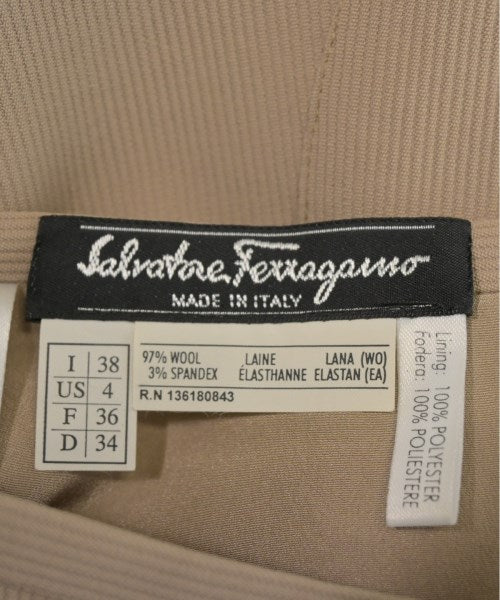 Salvatore Ferragamo
MADE IN ITALY
I 38
US 4
F 36
D 34
97% WOOL LAINE LANA (WO)
3% SPANDEX ÉLASTHANNE ELASTAN (EA)
R.N 136180843
Lining: 100% POLYESTER
Fodera: 100% POLIESTERE